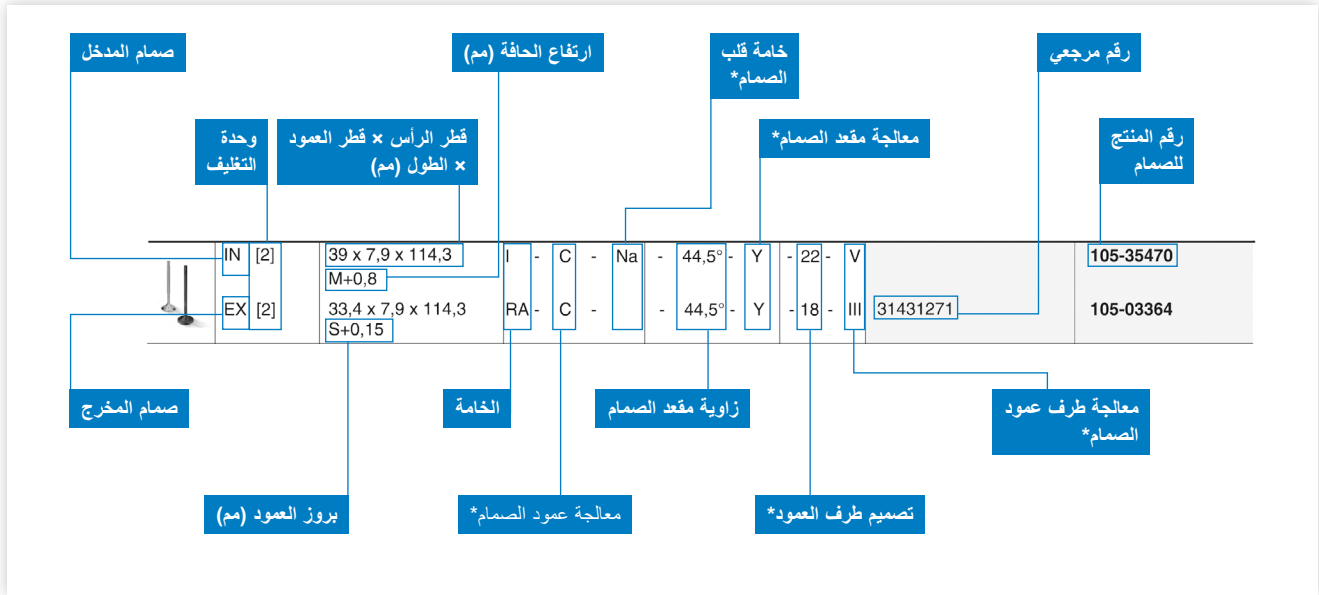 رقم مرجعي
خامة قلب
الصمام*
ارتفاع الحافة (مم)
صمام المدخل
رقم المنتج
للصمام
معالجة مقعد الصمام*
قطر الرأس × قطر العمود
× الطول (مم)
وحدة
التغليف
IN [2] 39 x 7,9 x 114,3 I - C - Na - 44,5° - Y - 22 - V 105-35470
M+0,8
EX [2] 33,4 x 7,9 x 114,3 RA - C - - 44,5° - Y - 18 - III 31431271 105-03364
S+0,15
معالجة طرف عمود
الصمام*
زاوية مقعد الصمام
الخامة
صمام المخرج
تصميم طرف العمود*
معالجة عمود الصمام*
بروز العمود (مم)